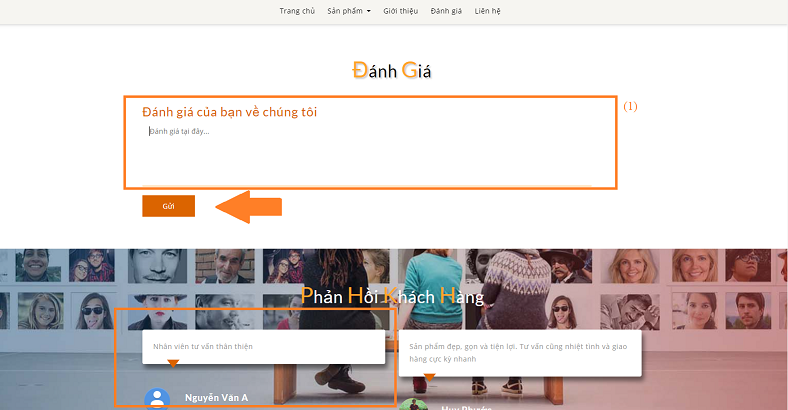 Trang chủ Sản phẩm Giới thiệu Đánh giá Liên hệ
Đánh Giá
(1)
Đánh giá của bạn về chúng tôi
Đánh giá tại đây...
Gửi
Phản Hồi Khách Hàng
Nhân viên tư vấn thân thiện
Sản phẩm đẹp, gọn và tiện lợi. Tư vấn cũng nhiệt tình và giao
hàng cực kỳ nhanh
Nguyễn Văn A
Huy Phước